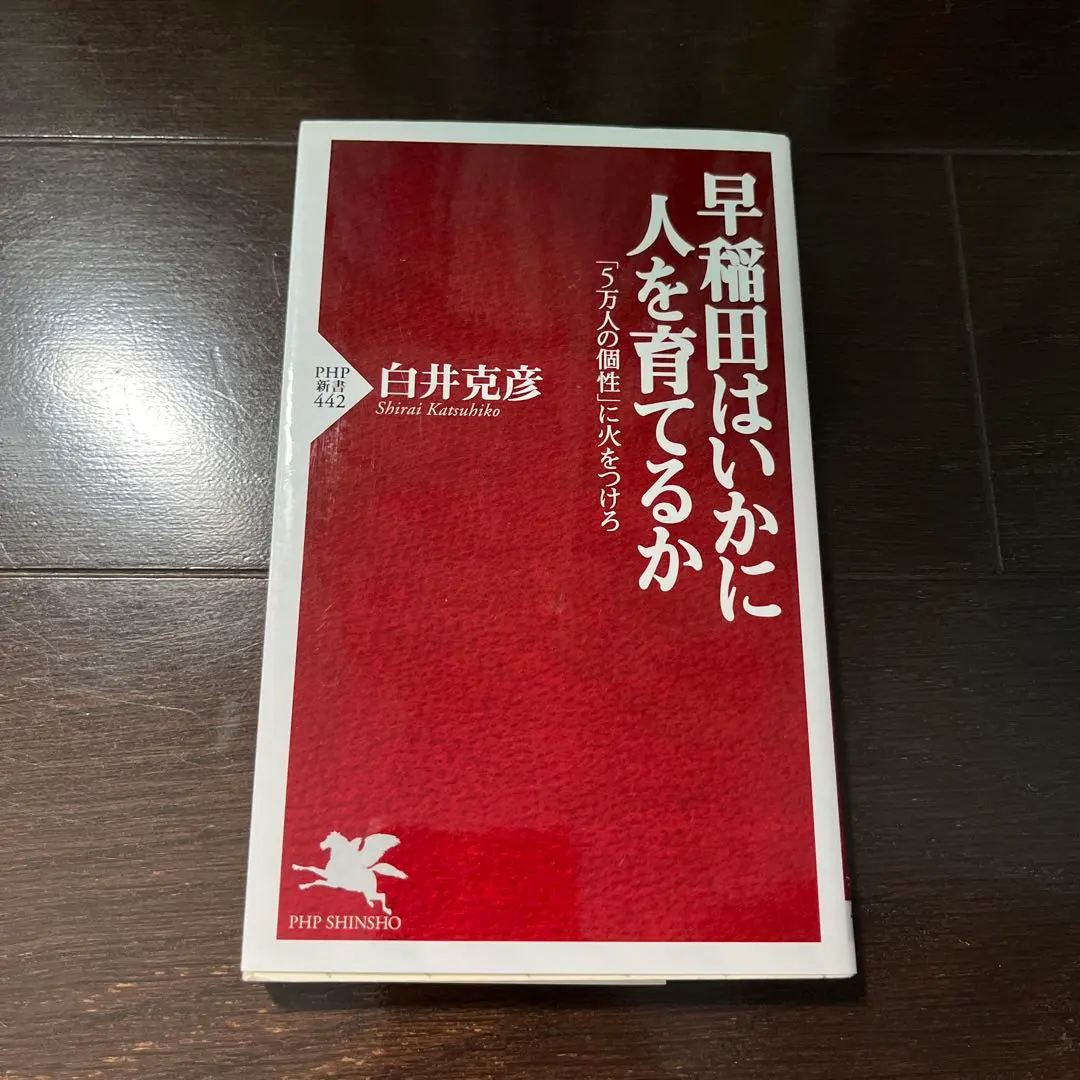 早稲田はいかに
人を育てるか
「5万人の個性」に火をつけろ
白井克彦
Shirai Katsuhiko
PHP
新書
442
PHP SHINSHO